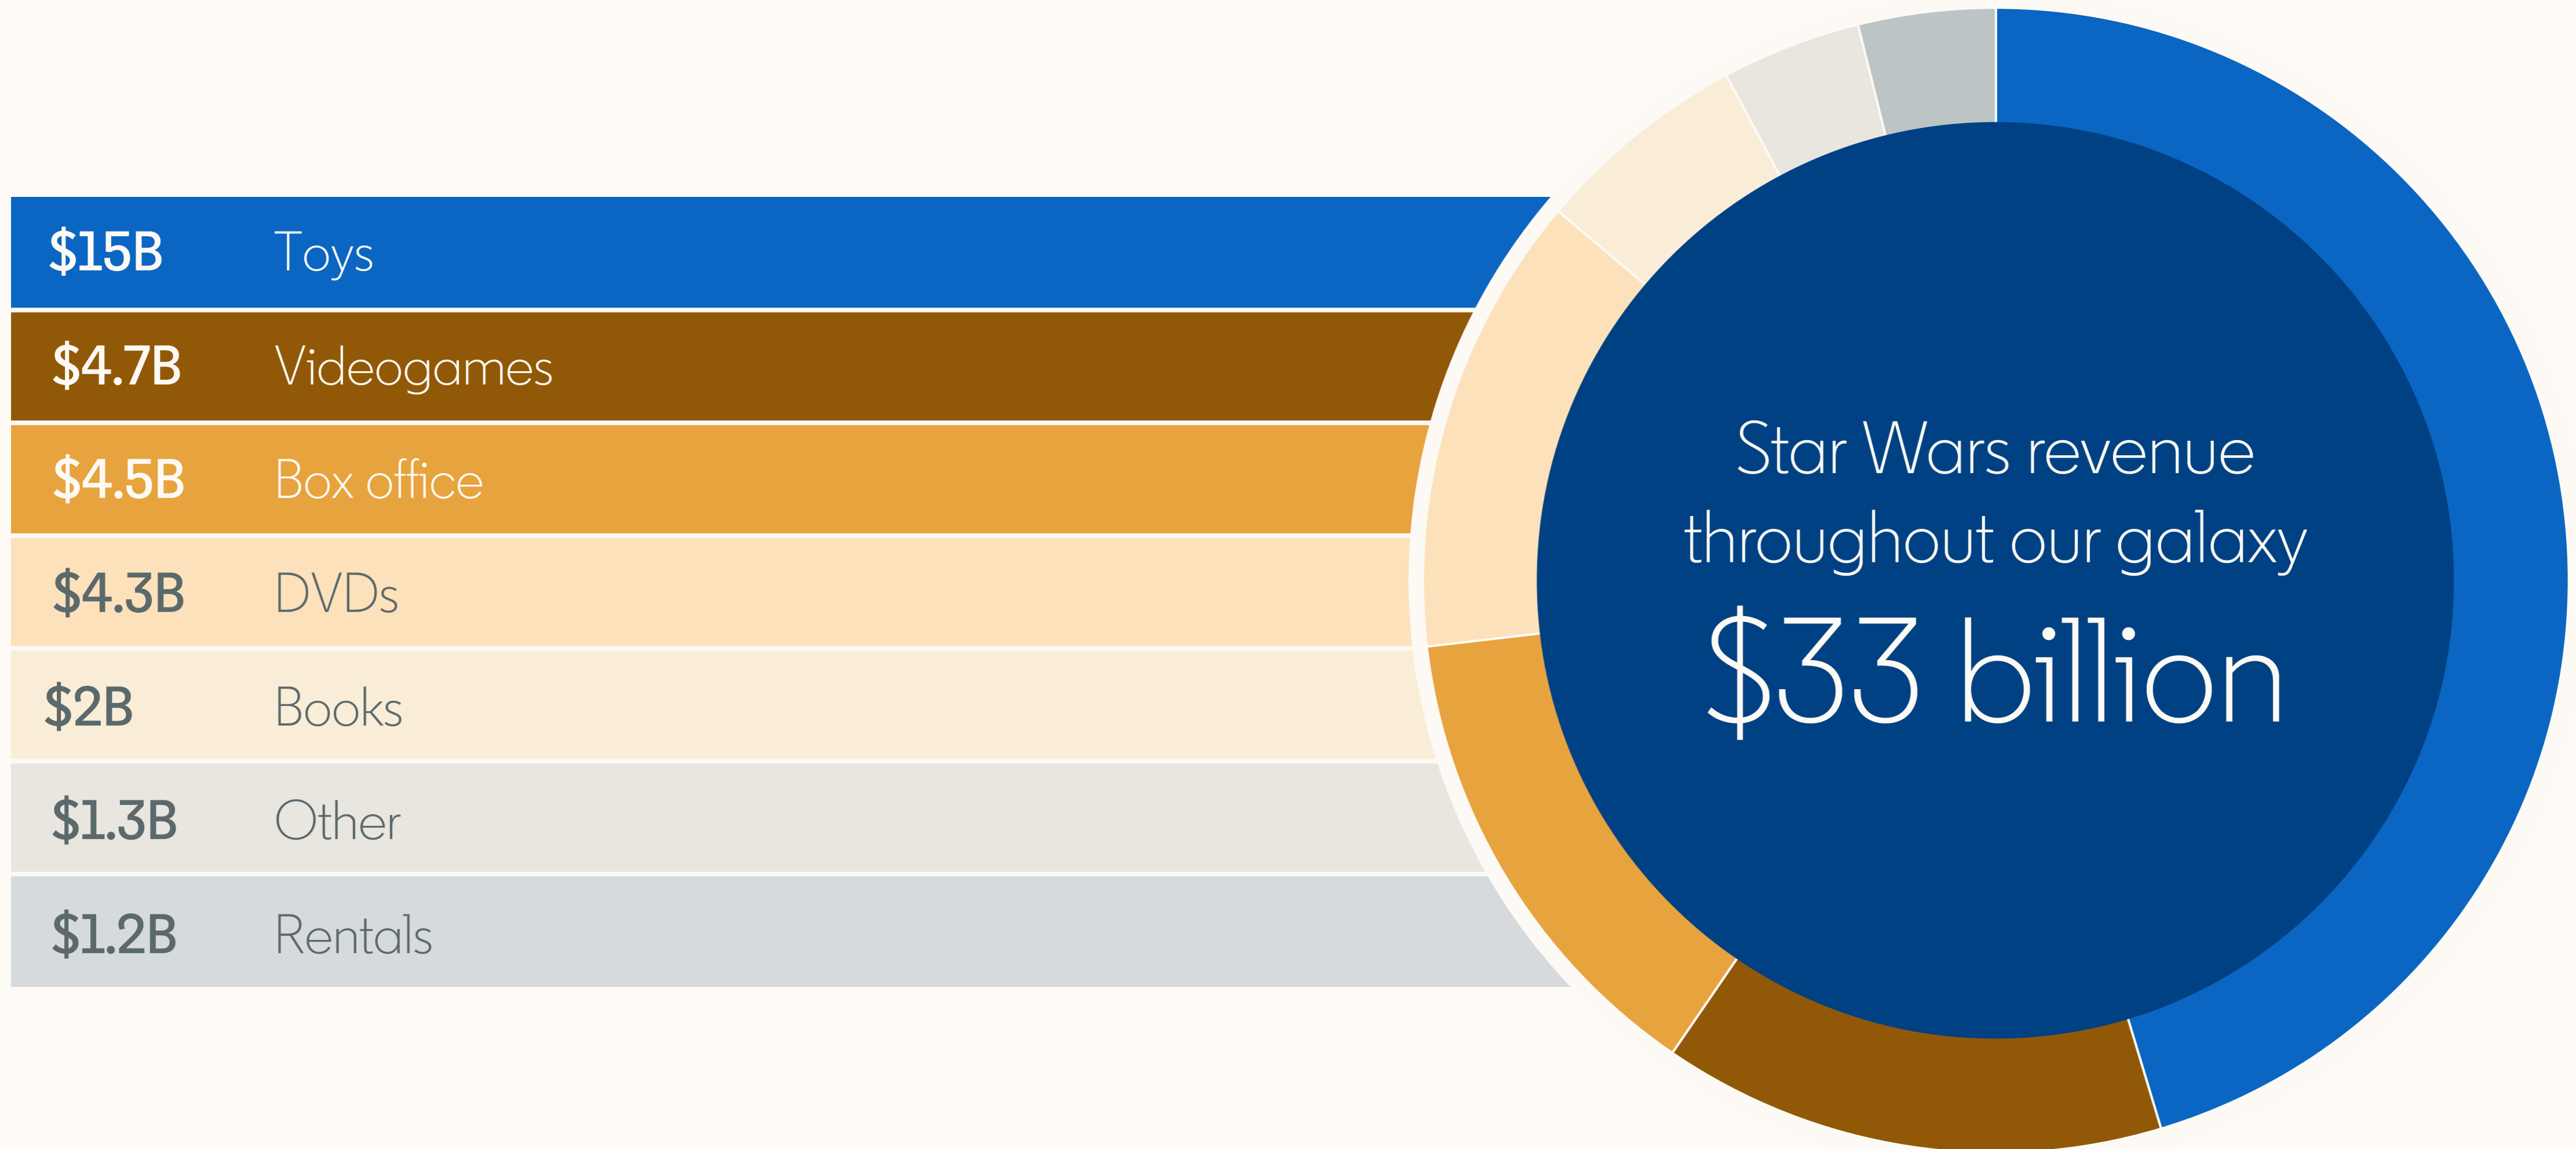 $15B Toys
$4.7B Videogames
$4.5B Box office
$4.3B DVDs
$2B Books
$1.3B Other
$1.2B Rentals
Star Wars revenue
throughout our galaxy
$33 billion